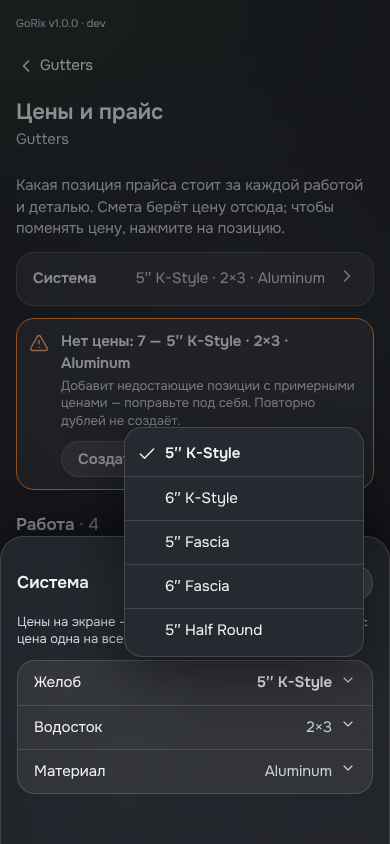 GoRix v1.0.0 · dev
Gutters
Цены и прайс
Gutters
Какая позиция прайса стоит за каждой работой
и деталью. Смета берёт цену отсюда; чтобы
поменять цену, нажмите на позицию.
Система 5″ K-Style · 2×3 · Aluminum
Нет цены: 7 — 5″ K-Style · 2×3 ·
Aluminum
Добавит недостающие позиции с примерными
ценами — поправьте под себя. Повторно
дублей не создаёт.
5″ K-Style
6″ K-Style
5″ Fascia
6″ Fascia
5″ Half Round
Работа · 4
Система
Цены на экране
цена одна на все
Желоб 5″ K-Style
Водосток 2×3
Материал Aluminum